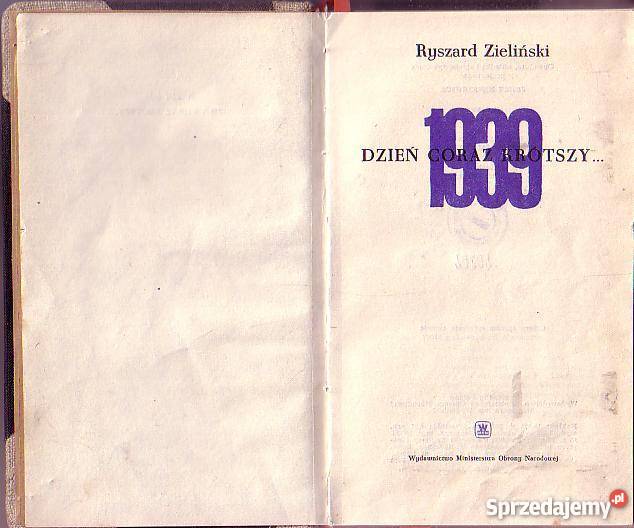 Ryszard Zieliński
1939
DZIEŃ CORAZ KRÓTSZY...
Wydawnictwo Ministerstwa Obrony Narodowej
Sprzedajemy.pl